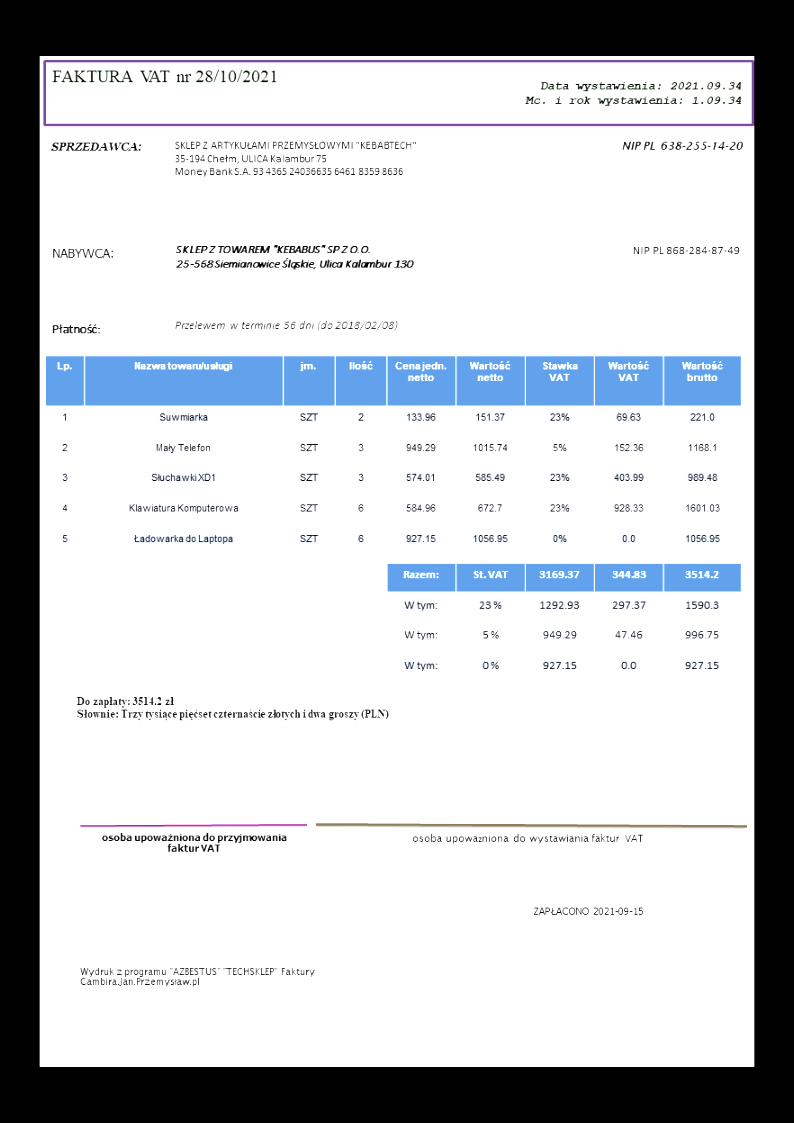 FAKTURA VAT nr 28/10/2021
Data wystawienia: 2021.09.34
Mc. i rok wystawienia: 1.09.34
SPRZEDAWCA: SKLEP Z ARTYKUŁAMI PRZEMYSŁOWYMI "KEBABTECH" NIP PL 638-255-14-20
35-194 Chełm, ULICA Kalambur 75
Money Bank S.A. 93 4365 24036635 6461 8359 8636
NABYWCA: SKLEP Z TOWAREM "KEBABUS" SP Z O.O. NIP PL 868-284-87-49
25-568 Siemianowice Śląskie, Ulica Kalambur 130
Płatność: Przelewem w terminie 56 dni (do 2018/02/08)
Lp. Nazwa towaru/usługi jm. Ilość Cena jedn. netto Wartość netto Stawka VAT Wartość VAT Wartość brutto
1 Suwmiarka SZT 2 133.96 151.37 23% 69.63 221.0
2 Mały Telefon SZT 3 949.29 1015.74 5% 152.36 1168.1
3 Słuchawki XD1 SZT 3 574.01 585.49 23% 403.99 989.48
4 Klawiatura Komputerowa SZT 6 584.96 672.7 23% 928.33 1601.03
5 Ładowarka do Laptopa SZT 6 927.15 1056.95 0% 0.0 1056.95
Razem: St. VAT 3169.37 344.83 3514.2
W tym: 23% 1292.93 297.37 1590.3
W tym: 5% 949.29 47.46 996.75
W tym: 0% 927.15 0.0 927.15
Do zapłaty: 3514.2 zł
Słownie: Trzy tysiące pięćset czternaście złotych i dwa groszy (PLN)
osoba upoważniona do przyjmowania
faktur VAT
osoba upoważniona do wystawiania faktur VAT
ZAPŁACONO 2021-09-15
Wydruk z programu "AZBESTUS" "TECHSKLEP" Faktury
Cambira.Jan.Przemysław.pl